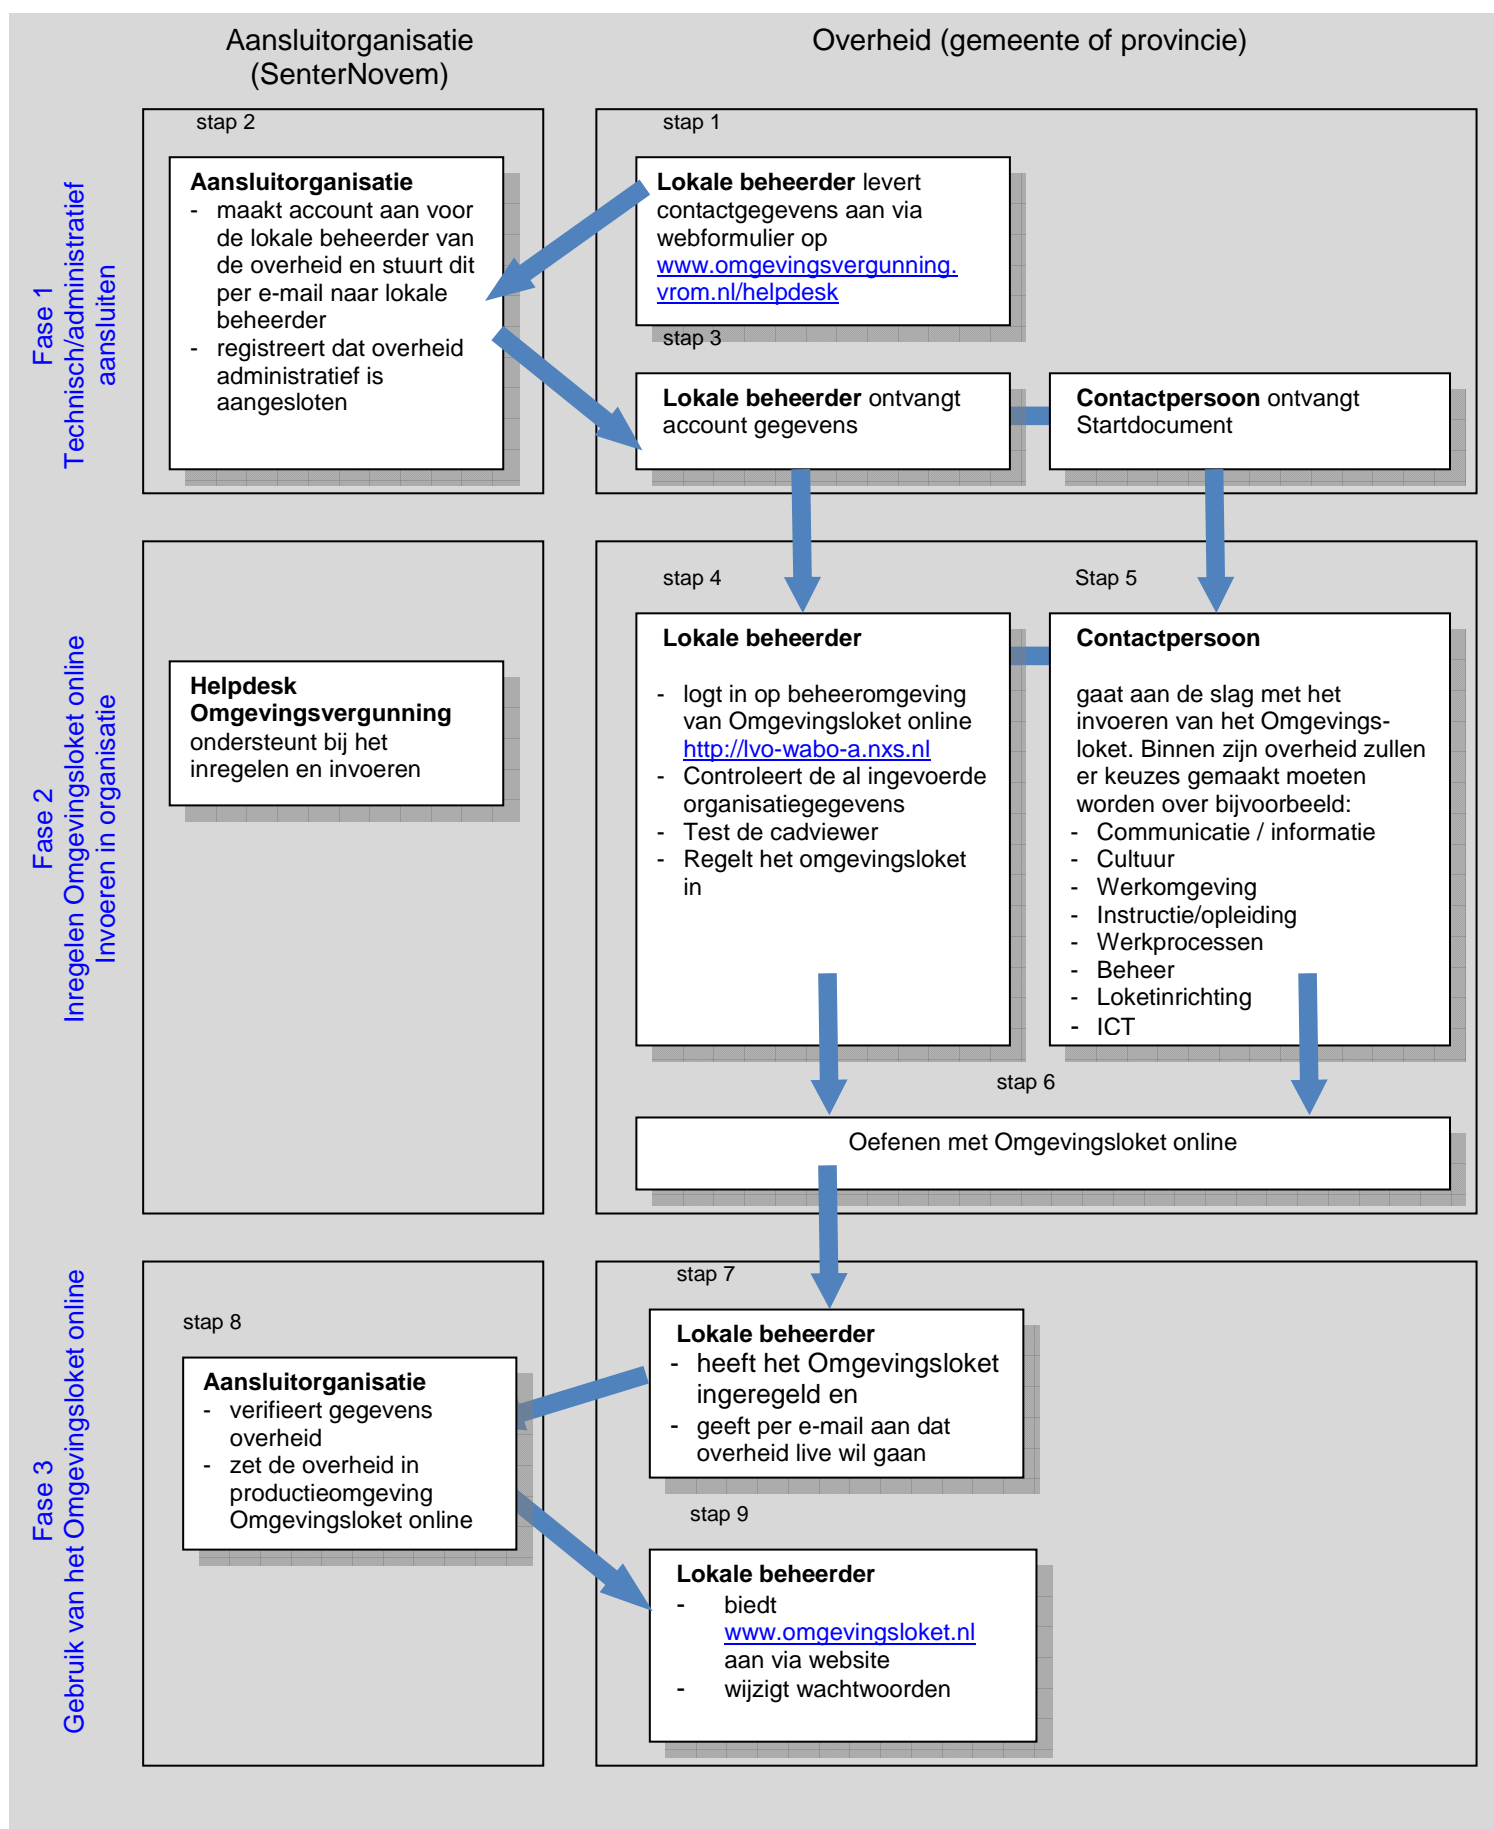 Aansluitorganisatie
(SenterNovem)
Overheid (gemeente of provincie)
Fase 1
Technisch/administratief
aansluiten
stap 2
Aansluitorganisatie
- maakt account aan voor
de lokale beheerder van
de overheid en stuurt dit
per e-mail naar lokale
beheerder
- registreert dat overheid
administratief is
aangesloten
stap 1
Lokale beheerder levert
contactgegevens aan via
webformulier op
www.omgevingsvergunning.
vrom.nl/helpdesk
stap 3
Lokale beheerder ontvangt
account gegevens
Contactpersoon ontvangt
Startdocument
Fase 2
Inregelen Omgevingsloket online
Invoeren in organisatie
Helpdesk
Omgevingsvergunning
ondersteunt bij het
inregelen en invoeren
stap 4
Lokale beheerder
- logt in op beheeromgeving
van Omgevingsloket online
http://lvo-wabo-a.nxs.nl
- Controleert de al ingevoerde
organisatiegegevens
- Test de cadviewer
- Regelt het omgevingsloket
in
Stap 5
Contactpersoon
gaat aan de slag met het
invoeren van het Omgevings-
loket. Binnen zijn overheid zullen
er keuzes gemaakt moeten
worden over bijvoorbeeld:
- Communicatie / informatie
- Cultuur
- Werkomgeving
- Instructie/opleiding
- Werkprocessen
- Beheer
- Loketinrichting
- ICT
stap 6
Oefenen met Omgevingsloket online
Fase 3
Gebruik van het Omgevingsloket online
stap 7
Lokale beheerder
- heeft het Omgevingsloket
ingeregeld en
- geeft per e-mail aan dat
overheid live wil gaan
stap 8
Aansluitorganisatie
- verifieert gegevens
overheid
- zet de overheid in
productieomgeving
Omgevingsloket online
stap 9
Lokale beheerder
- biedt
www.omgevingsloket.nl
aan via website
- wijzigt wachtwoorden